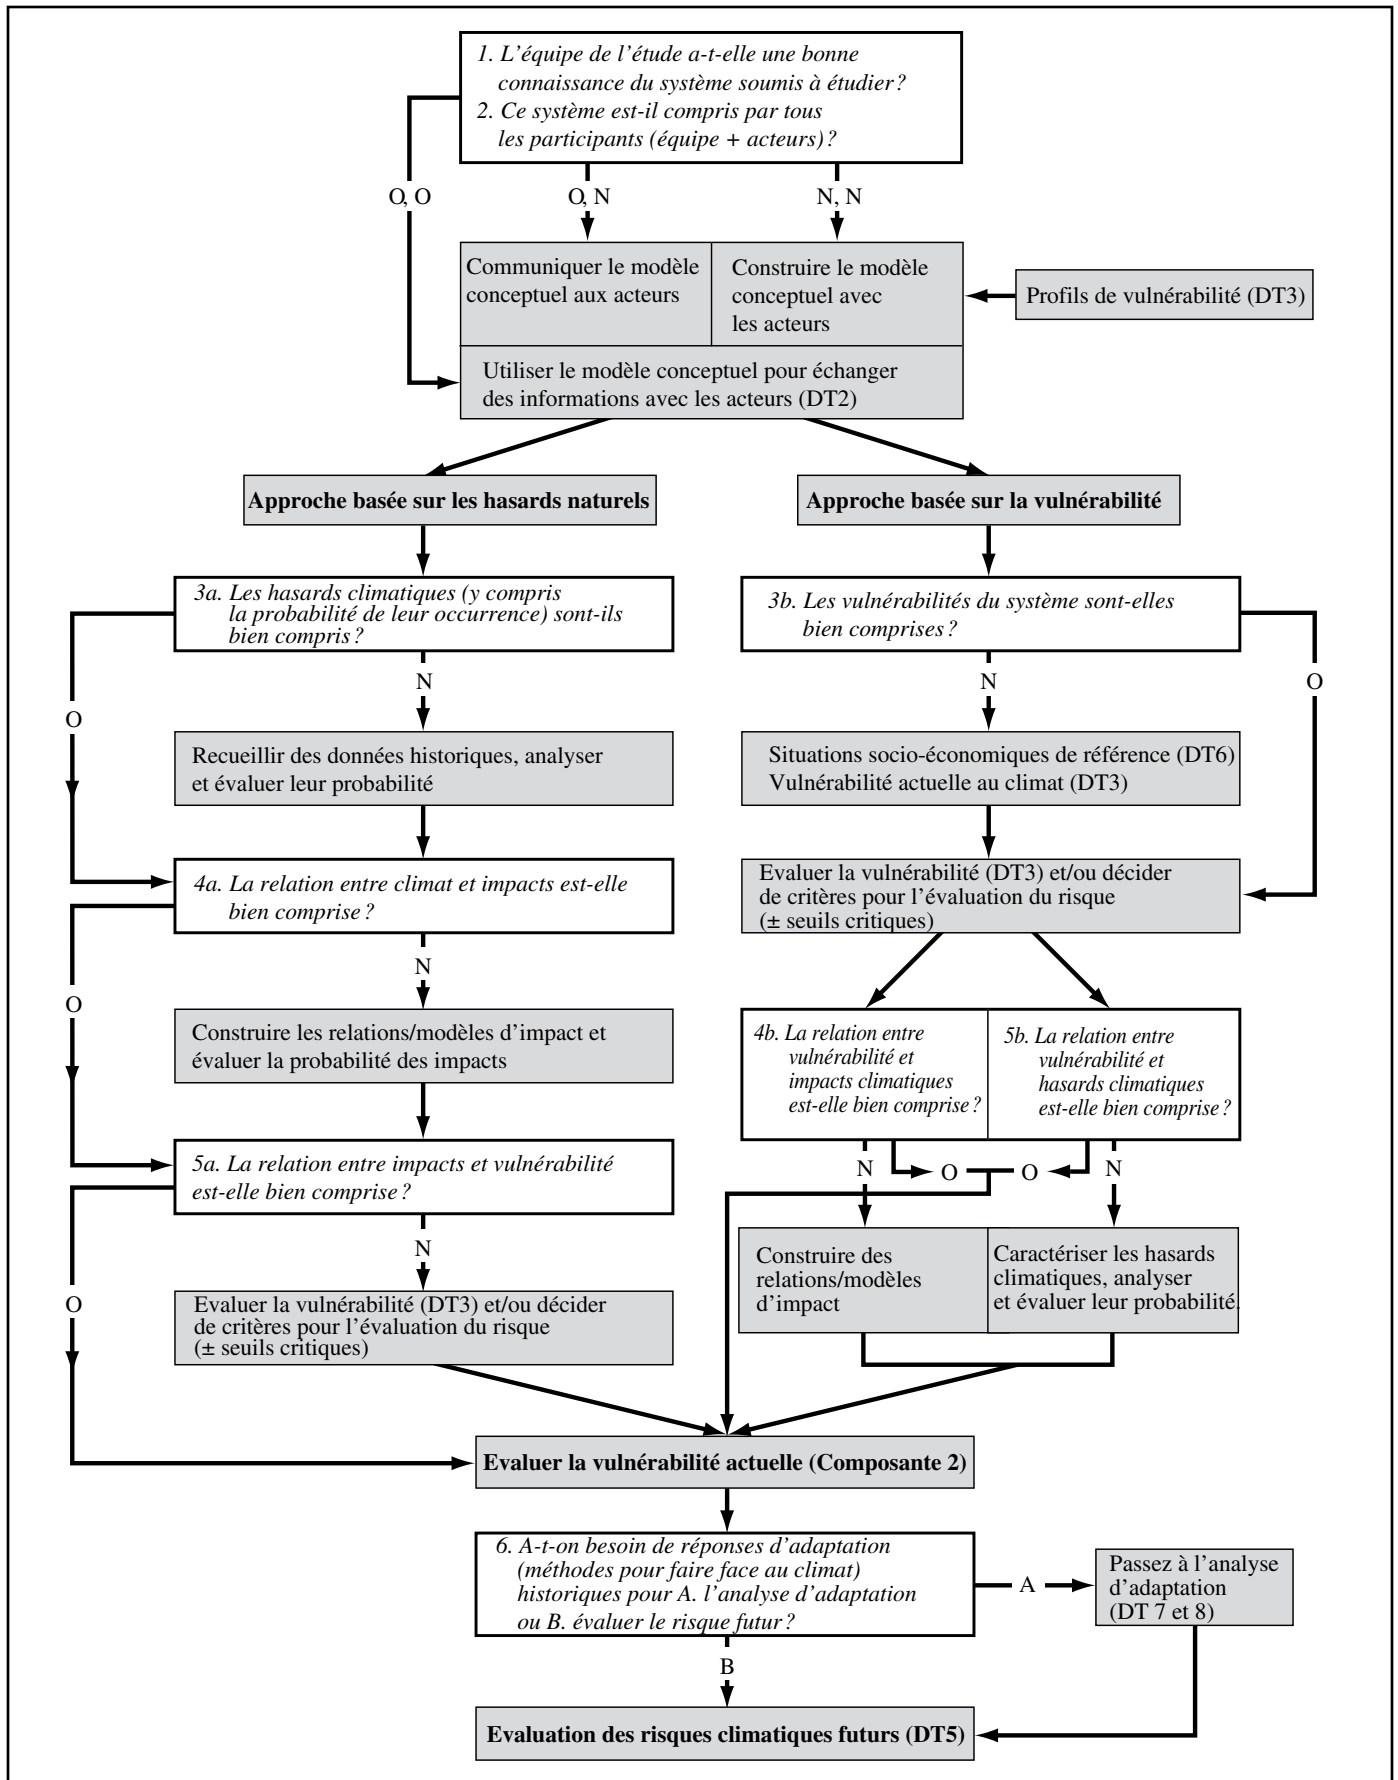 1. L'équipe de l'étude a-t-elle une bonne
connaissance du système soumis à étudier ?
2. Ce système est-il compris par tous
les participants (équipe + acteurs) ?
O, O
O, N
N, N
Communiquer le modèle
conceptuel aux acteurs
Construire le modèle
conceptuel avec
les acteurs
Profils de vulnérabilité (DT3)
Utiliser le modèle conceptuel pour échanger
des informations avec les acteurs (DT2)
Approche basée sur les hasards naturels
Approche basée sur la vulnérabilité
3a. Les hasards climatiques (y compris
la probabilité de leur occurrence) sont-ils
bien compris ?
3b. Les vulnérabilités du système sont-elles
bien comprises ?
N
N
O
O
Recueillir des données historiques, analyser
et évaluer leur probabilité
Situations socio-économiques de référence (DT6)
Vulnérabilité actuelle au climat (DT3)
4a. La relation entre climat et impacts est-elle
bien comprise ?
Evaluer la vulnérabilité (DT3) et/ou décider
de critères pour l'évaluation du risque
(± seuils critiques)
N
O
Construire les relations/modèles d'impact et
évaluer la probabilité des impacts
4b. La relation entre
vulnérabilité et
impacts climatiques
est-elle bien comprise ?
5b. La relation entre
vulnérabilité et
hasards climatiques
est-elle bien comprise ?
5a. La relation entre impacts et vulnérabilité
est-elle bien comprise ?
N
O
O
N
N
O
Construire des
relations/modèles
d'impact
Caractériser les hasards
climatiques, analyser
et évaluer leur probabilité.
Evaluer la vulnérabilité (DT3) et/ou décider
de critères pour l'évaluation du risque
(± seuils critiques)
Evaluer la vulnérabilité actuelle (Composante 2)
6. A-t-on besoin de réponses d'adaptation
(méthodes pour faire face au climat)
historiques pour A. l'analyse d'adaptation
ou B. évaluer le risque futur ?
A
Passez à l'analyse
d'adaptation
(DT 7 et 8)
B
Evaluation des risques climatiques futurs (DT5)